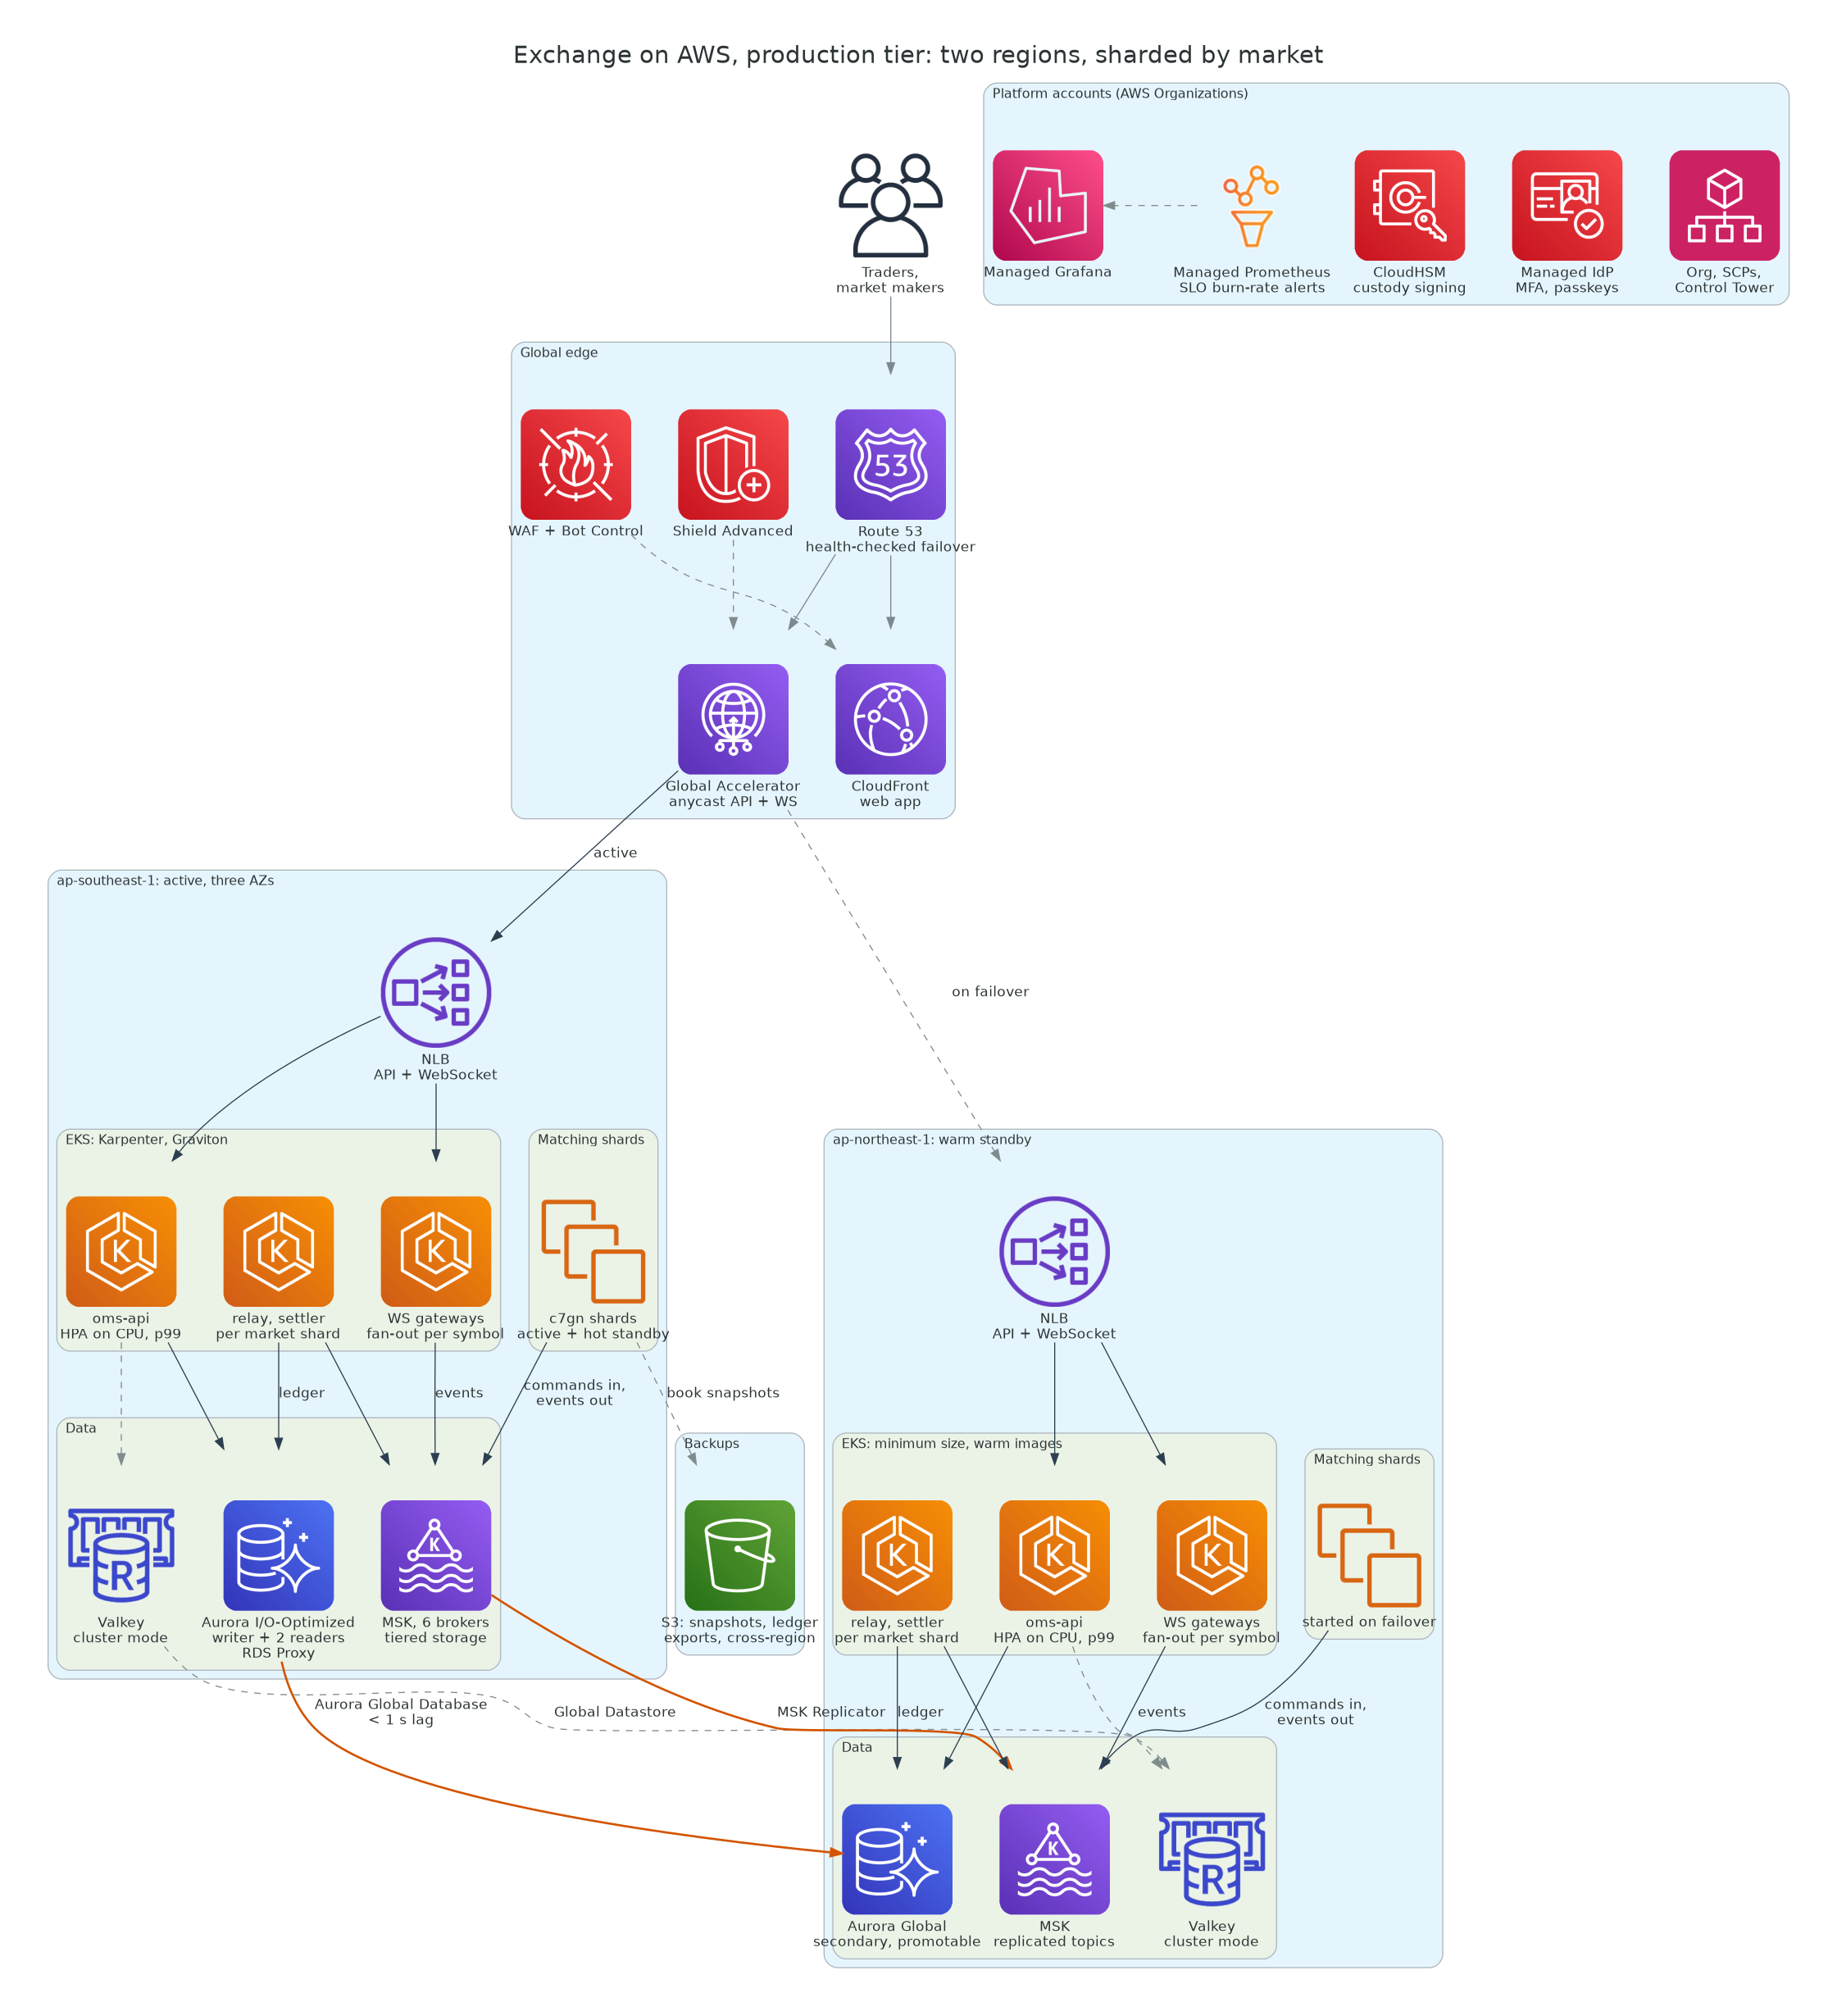 Exchange on AWS, production tier: two regions, sharded by market
Platform accounts (AWS Organizations)
Managed Grafana
Managed Prometheus
SLO burn-rate alerts
CloudHSM
custody signing
Managed IdP
MFA, passkeys
Org, SCPs,
Control Tower
Traders,
market makers
Global edge
53
WAF + Bot Control
Shield Advanced
Route 53
health-checked failover
Global Accelerator
anycast API + WS
CloudFront
web app
active
on failover
ap-southeast-1: active, three AZs
NLB
API + WebSocket
EKS: Karpenter, Graviton
K
K
K
oms-api
HPA on CPU, p99
relay, settler
per market shard
WS gateways
fan-out per symbol
Matching shards
c7gn shards
active + hot standby
ledger
events
commands in,
events out
book snapshots
Data
R
K
Valkey
cluster mode
Aurora I/O-Optimized
writer + 2 readers
RDS Proxy
MSK, 6 brokers
tiered storage
Backups
S3: snapshots, ledger
exports, cross-region
ap-northeast-1: warm standby
NLB
API + WebSocket
EKS: minimum size, warm images
K
K
K
relay, settler
per market shard
oms-api
HPA on CPU, p99
WS gateways
fan-out per symbol
Matching shards
started on failover
Aurora Global Database
< 1 s lag
Global Datastore
MSK Replicator
ledger
events
commands in,
events out
Data
K
R
Aurora Global
secondary, promotable
MSK
replicated topics
Valkey
cluster mode